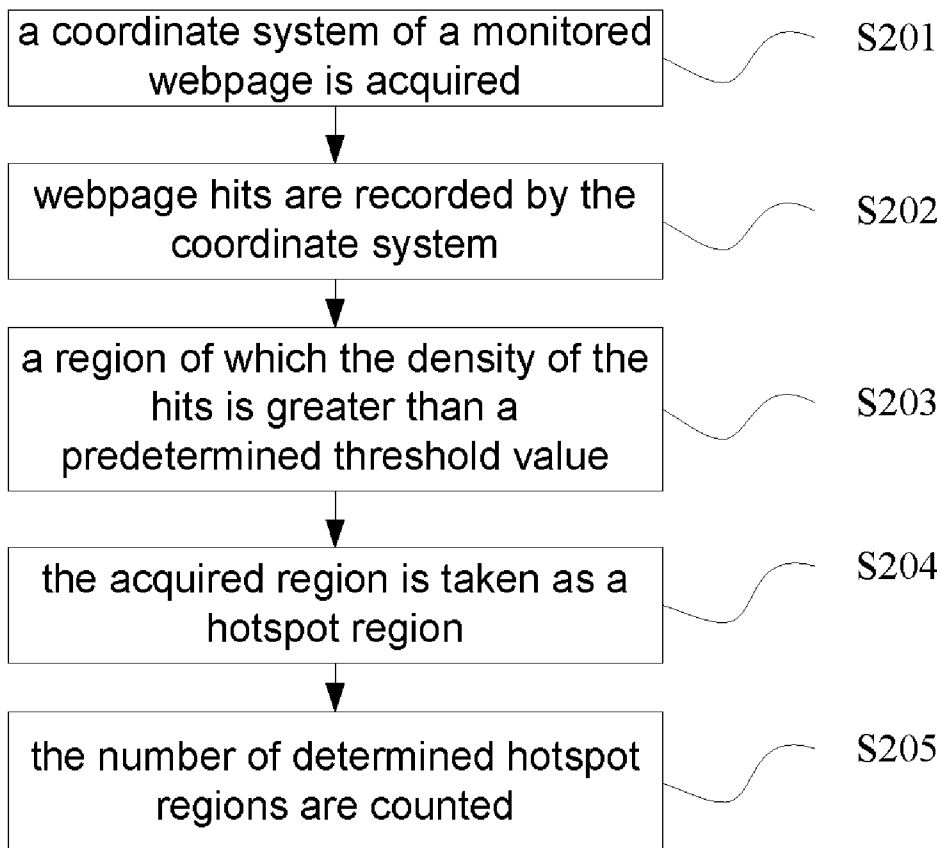 a coordinate system of a monitored
webpage is acquired
S201
webpage hits are recorded by the
coordinate system
S202
a region of which the density of the
hits is greater than a
predetermined threshold value
S203
the acquired region is taken as a
hotspot region
S204
the number of determined hotspot
regions are counted
S205